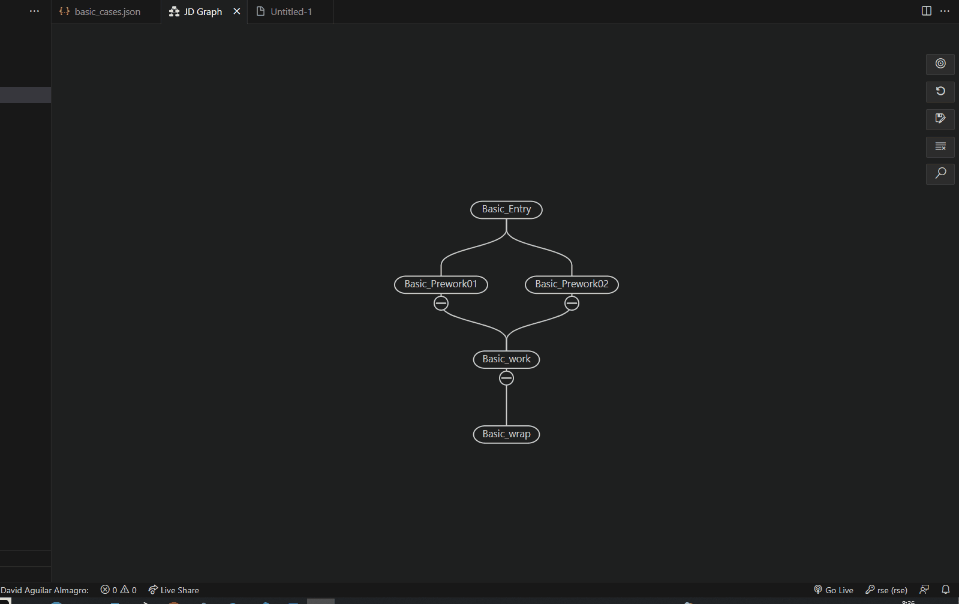 basic_cases.json
JD Graph
Untitled-1
Basic_Entry
Basic_Prework01
Basic_Prework02
Basic_work
Basic_wrap
David Aguilar Almagro:
0
0
Live Share
Go Live
rse (rse)